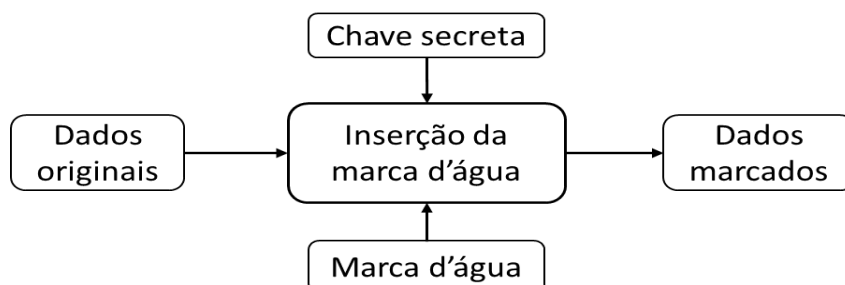 Chave secreta
Dados
originais
Inserção da
marca d’água
Dados
marcados
Marca d’água